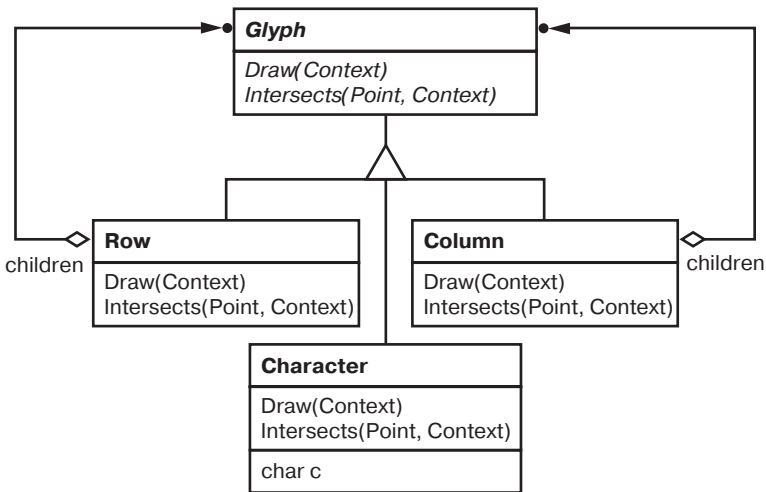 Glyph
Draw(Context)
Intersects(Point, Context)
Row
Draw(Context)
Intersects(Point, Context)
children
Column
Draw(Context)
Intersects(Point, Context)
children
Character
Draw(Context)
Intersects(Point, Context)
char c